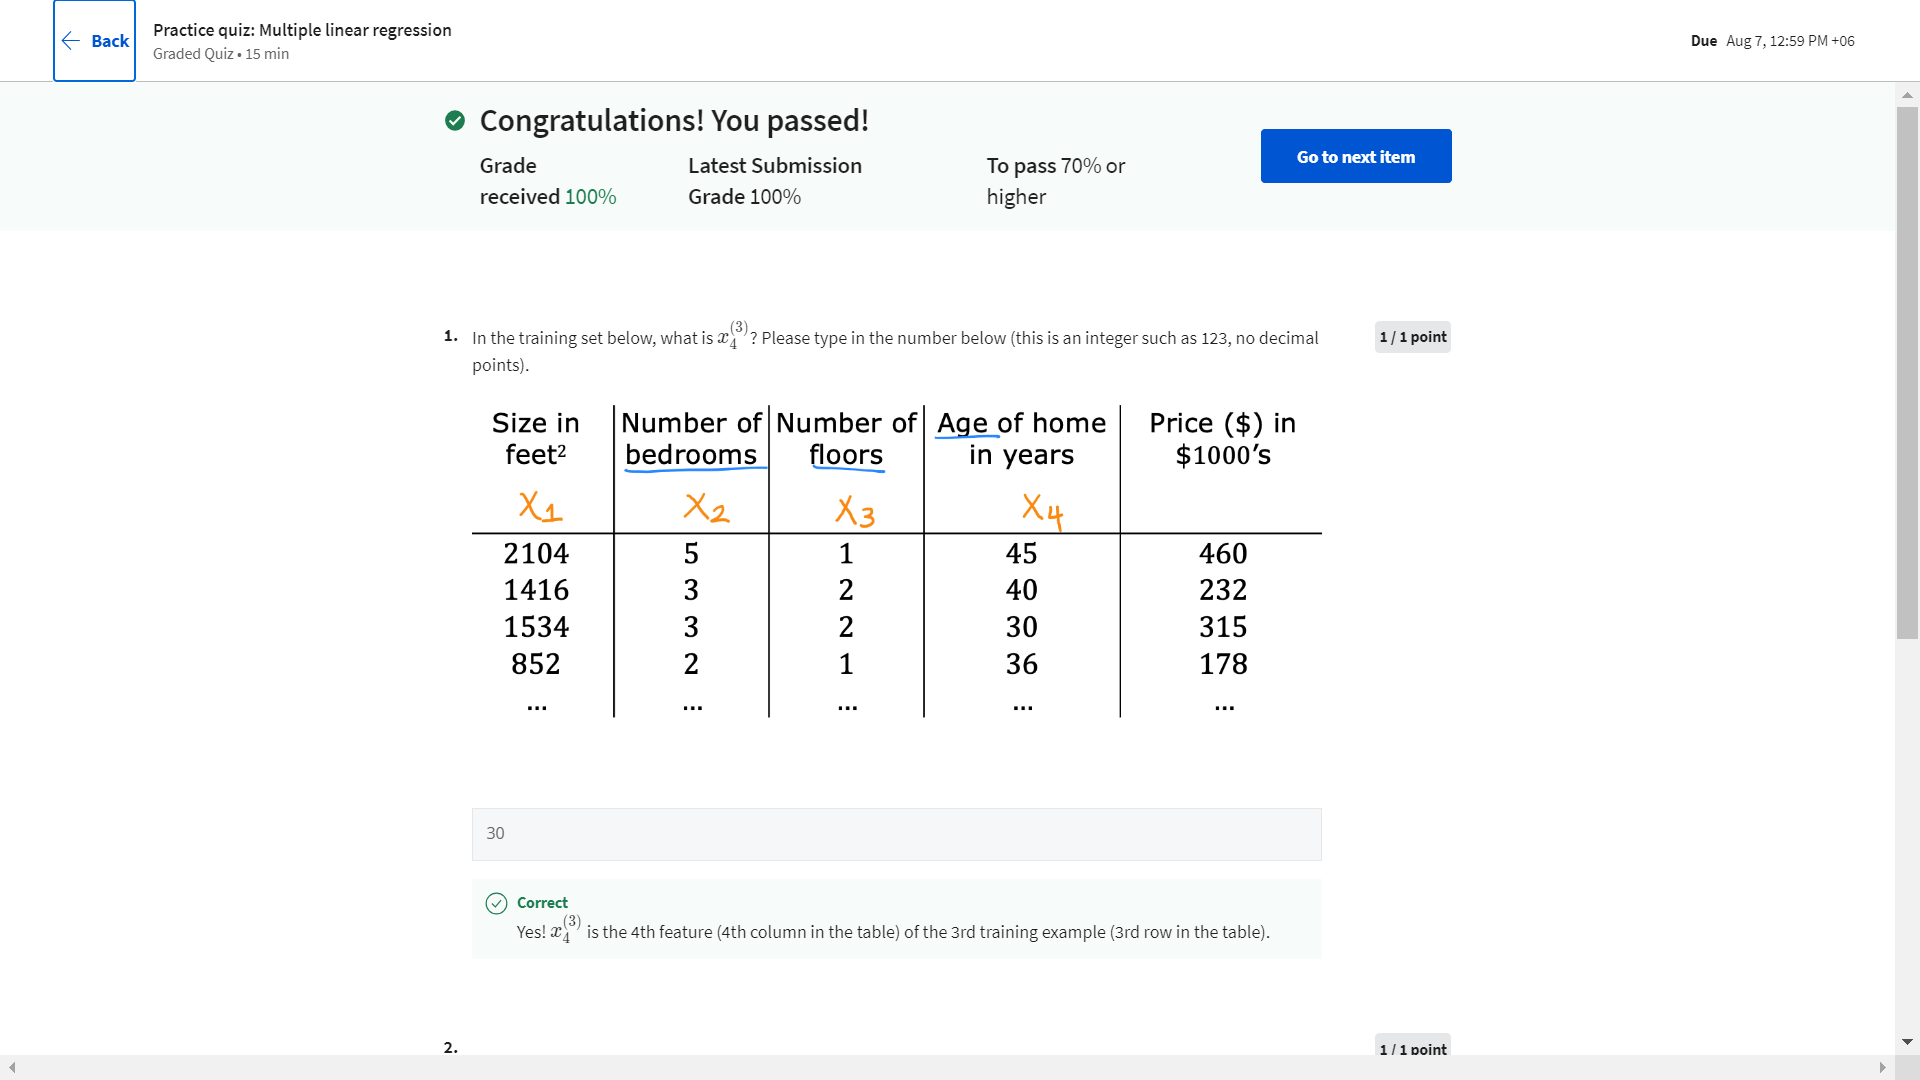 Back
Practice quiz: Multiple linear regression
Graded Quiz • 15 min
Due Aug 7, 12:59 PM +06
Congratulations! You passed!
Grade received 100%
Latest Submission Grade 100%
To pass 70% or higher
Go to next item
1. In the training set below, what is x₄⁽³⁾? Please type in the number below (this is an integer such as 123, no decimal
points).
1 / 1 point
Size in feet² Number of bedrooms Number of floors Age of home in years Price ($) in $1000’s
X₁ X₂ X₃ X₄
2104 5 1 45 460
1416 3 2 40 232
1534 3 2 30 315
852 2 1 36 178
... ... ... ... ...
30
Correct
Yes! x₄⁽³⁾ is the 4th feature (4th column in the table) of the 3rd training example (3rd row in the table).
2.
1 / 1 point